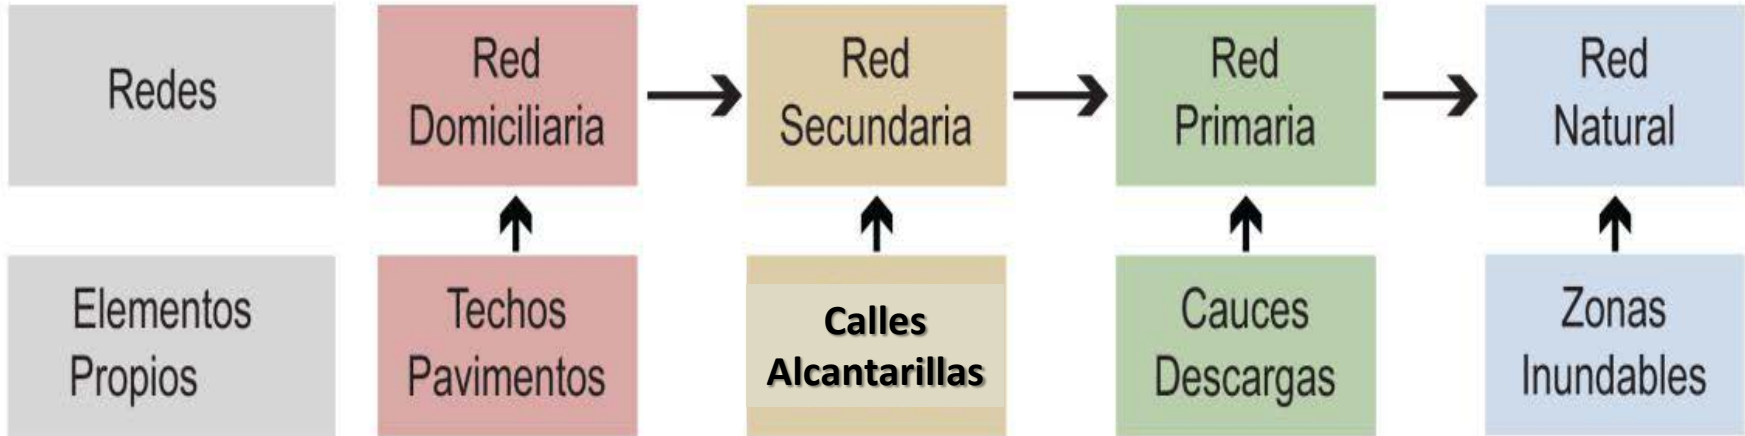 Redes
Red
Domiciliaria
Red
Secundaria
Red
Primaria
Red
Natural
Elementos
Propios
Techos
Pavimentos
Calles
Alcantarillas
Cauces
Descargas
Zonas
Inundables